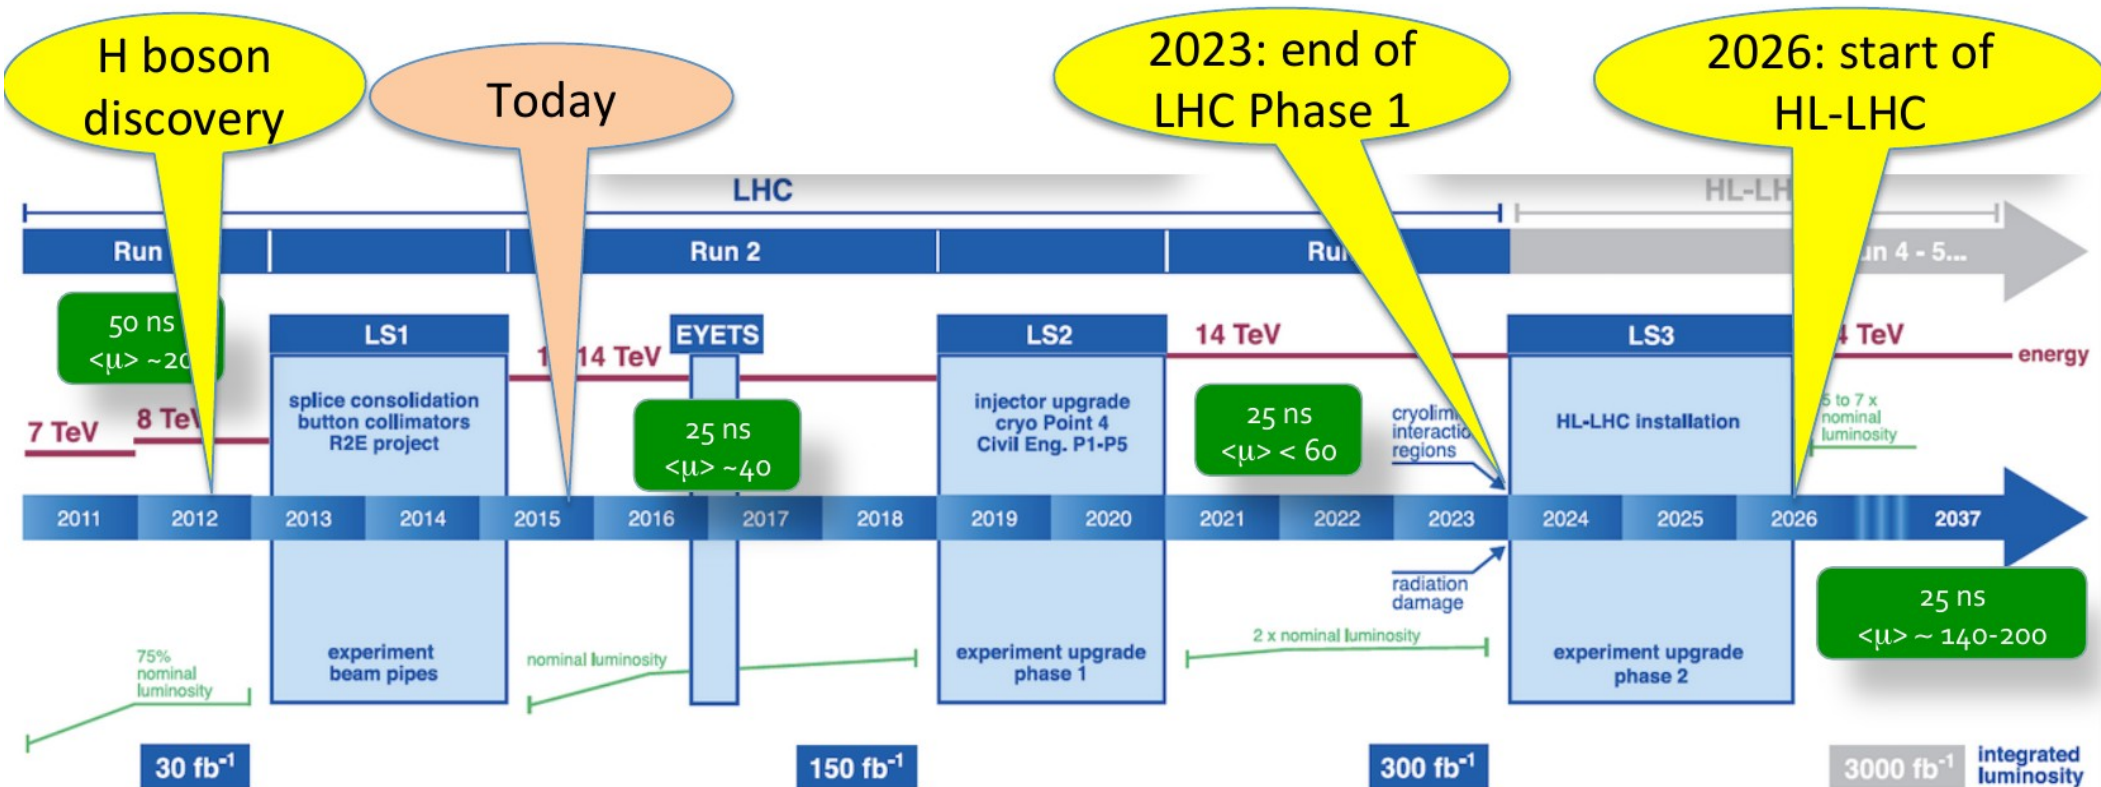 H boson
discovery
Today
2023: end of
LHC Phase 1
2026: start of
HL-LHC
LHC
Run
Run 2
4 - 5...
50 ns
<μ>
LS1
EYETS
LS2
LS3
7 TeV
8
14 TeV
14 TeV
TeV
energy
splice consolidation
button collimators
R2E project
25 ns
<μ> ~40
injector upgrade
cryo Point 4
Civil Eng. P1-P5
25 ns
<μ> < 60
regions
HL-LHC installation
to 7 x
nominal
luminosity
2011 2012 2013 2014 2015 2016 2017 2018 2019 2020 2021 2022 2023 2024 2025 2026 2037
radiation
damage
25 ns
<μ> ~ 140-200
75%
nominal
luminosity
experiment
beam pipes
nominal luminosity
experiment upgrade
phase 1
2 x nominal luminosity
experiment upgrade
phase 2
30 fb⁻¹
150 fb⁻¹
300 fb⁻¹
3000 fb⁻¹
integrated
luminosity